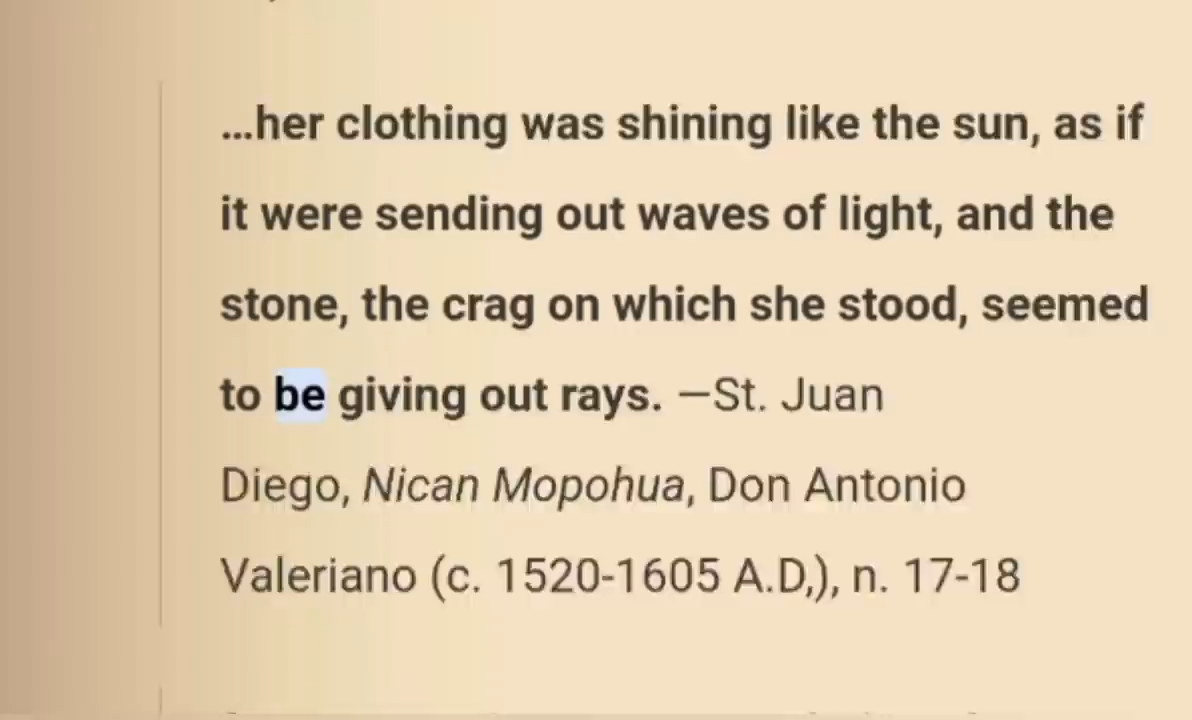 ...her clothing was shining like the sun, as if
it were sending out waves of light, and the
stone, the crag on which she stood, seemed
to be giving out rays. —St. Juan
Diego, Nican Mopohua, Don Antonio
Valeriano (c. 1520-1605 A.D,), n. 17-18